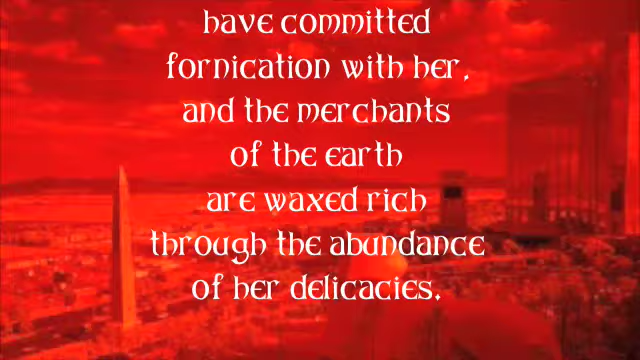 have committed
fornication with her,
and the merchants
of the earth
are waxed rich
through the abundance
of her delicacies.